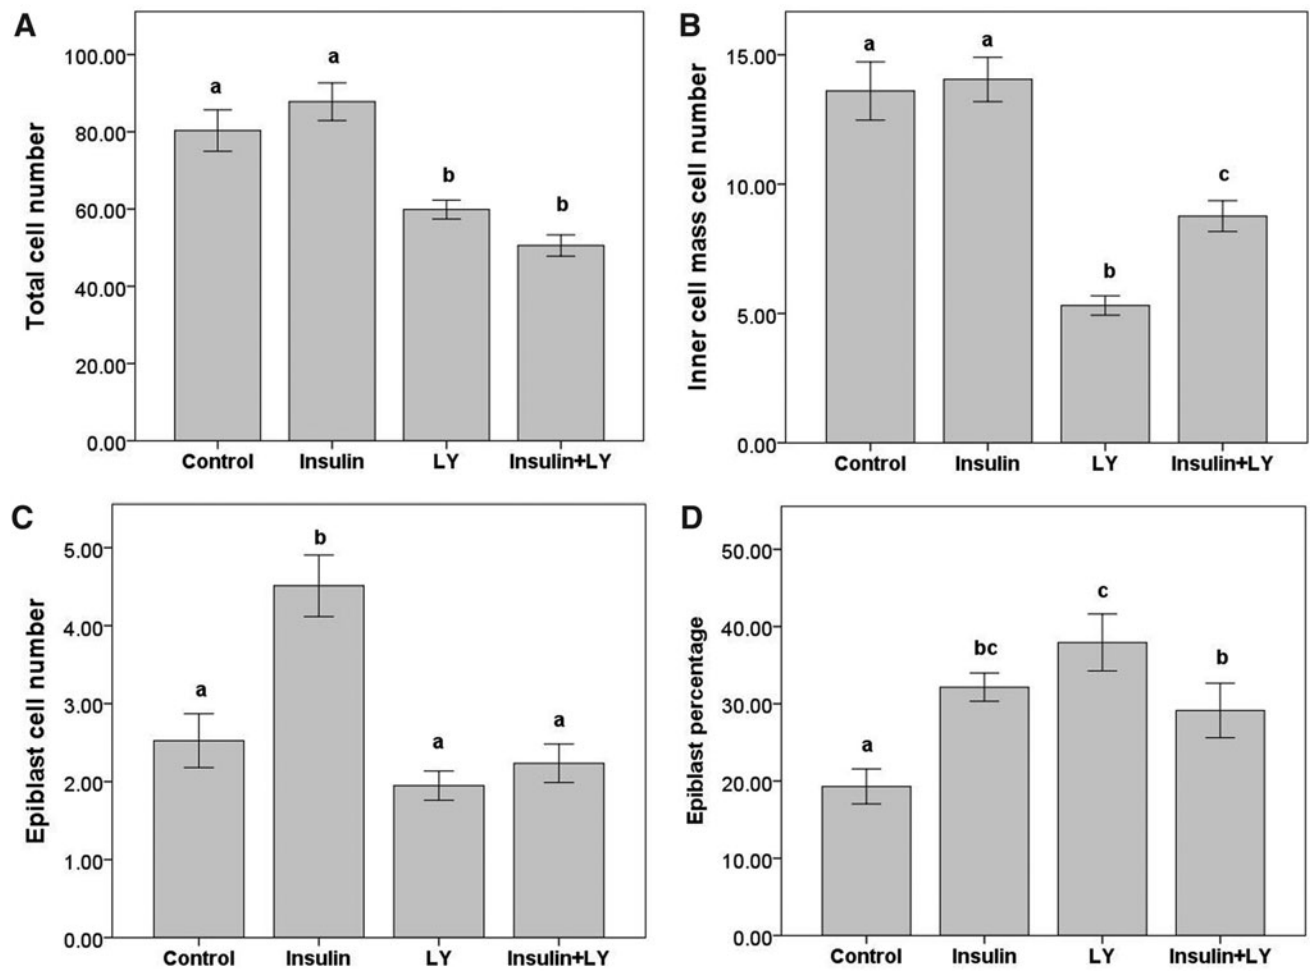 A
Total cell number
100.00
80.00
60.00
40.00
20.00
0.00
a
a
b
b
Control Insulin LY Insulin+LY
B
Inner cell mass cell number
15.00
10.00
5.00
0.00
a
a
b
c
Control Insulin LY Insulin+LY
C
Epiblast cell number
5.00
4.00
3.00
2.00
1.00
0.00
a
b
a
a
Control Insulin LY Insulin+LY
D
Epiblast percentage
50.00
40.00
30.00
20.00
10.00
0.00
a
bc
c
b
Control Insulin LY Insulin+LY